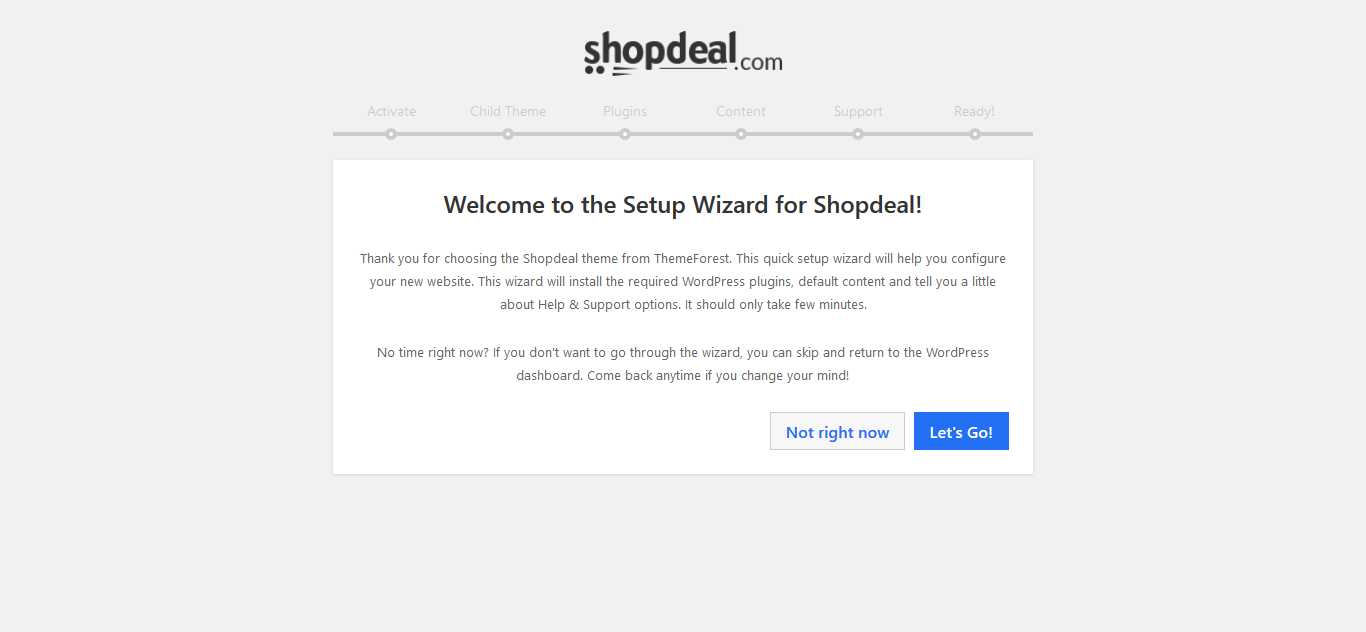 shopdeal.com
Activate Child Theme Plugins Content Support Ready!
Welcome to the Setup Wizard for Shopdeal!
Thank you for choosing the Shopdeal theme from ThemeForest. This quick setup wizard will help you configure
your new website. This wizard will install the required WordPress plugins, default content and tell you a little
about Help & Support options. It should only take few minutes.
No time right now? If you don't want to go through the wizard, you can skip and return to the WordPress
dashboard. Come back anytime if you change your mind!
Not right now Let's Go!